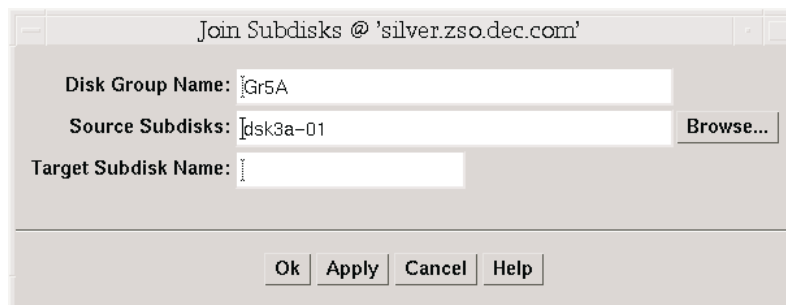 Join Subdisks @ 'silver.zso.dec.com'
Disk Group Name: Gr5A
Source Subdisks: dsk3a-01 Browse...
Target Subdisk Name:
Ok Apply Cancel Help